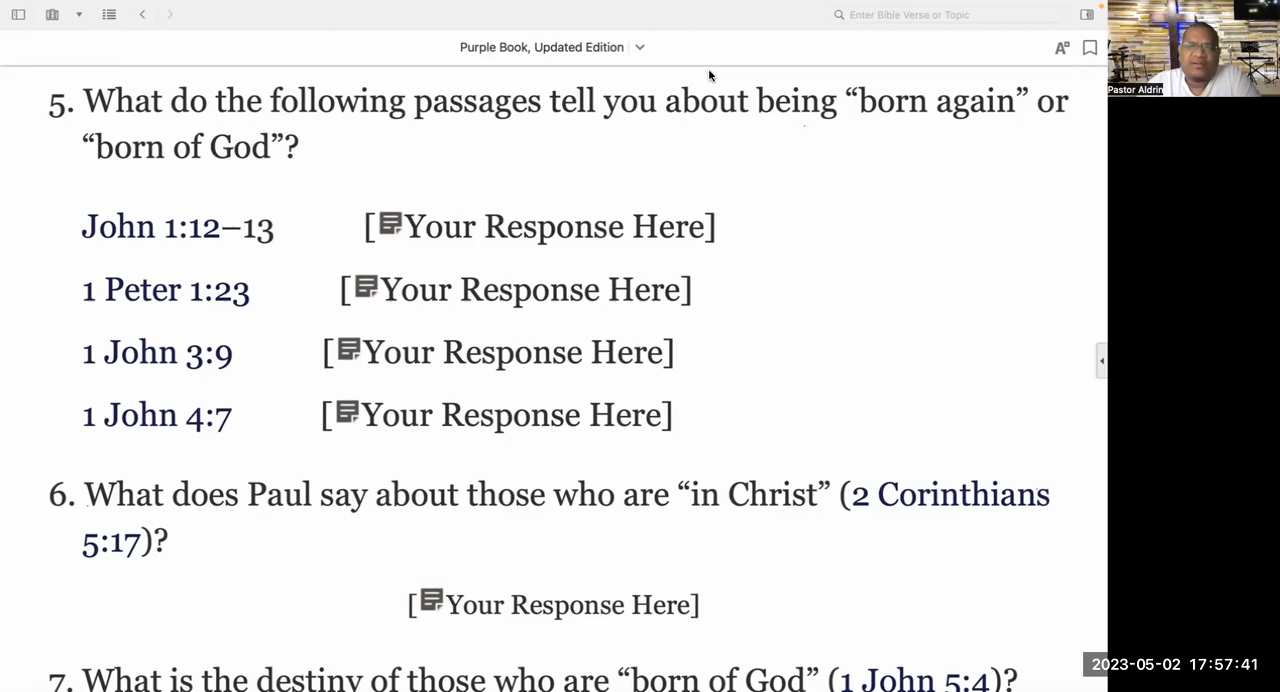 Enter Bible Verse or Topic
Purple Book, Updated Edition
A
Pastor Aldrin
5. What do the following passages tell you about being “born again” or
“born of God”?
John 1:12–13 [Your Response Here]
1 Peter 1:23 [Your Response Here]
1 John 3:9 [Your Response Here]
1 John 4:7 [Your Response Here]
6. What does Paul say about those who are “in Christ” (2 Corinthians
5:17)?
[Your Response Here]
7. What is the destiny of those who are “born of God” (1 John 5:4)?
2023-05-02 17:57:41